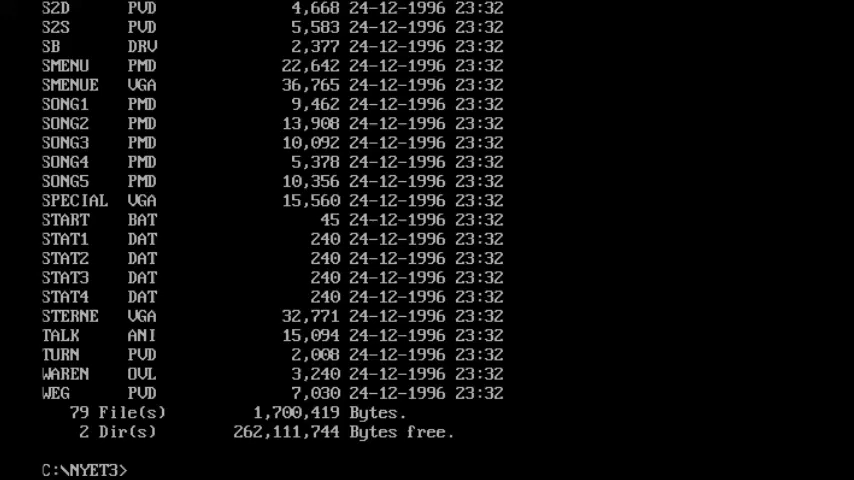 S2D      PVD              4,668 24-12-1996 23:32
S2S      PVD              5,583 24-12-1996 23:32
SB       DRV              2,377 24-12-1996 23:32
SMENU    PMD             22,642 24-12-1996 23:32
SMENUE   VGA             36,765 24-12-1996 23:32
SONG1    PMD              9,462 24-12-1996 23:32
SONG2    PMD             13,908 24-12-1996 23:32
SONG3    PMD             10,092 24-12-1996 23:32
SONG4    PMD              5,378 24-12-1996 23:32
SONG5    PMD             10,356 24-12-1996 23:32
SPECIAL  VGA             15,560 24-12-1996 23:32
START    BAT                 45 24-12-1996 23:32
STAT1    DAT                240 24-12-1996 23:32
STAT2    DAT                240 24-12-1996 23:32
STAT3    DAT                240 24-12-1996 23:32
STAT4    DAT                240 24-12-1996 23:32
STERNE   VGA             32,771 24-12-1996 23:32
TALK     ANI             15,094 24-12-1996 23:32
TURN     PVD              2,008 24-12-1996 23:32
WAREN    OVL              3,240 24-12-1996 23:32
WEG      PVD              7,030 24-12-1996 23:32
   79 File(s)         1,700,419 Bytes.
    2 Dir(s)        262,111,744 Bytes free.
C:\NYET3>